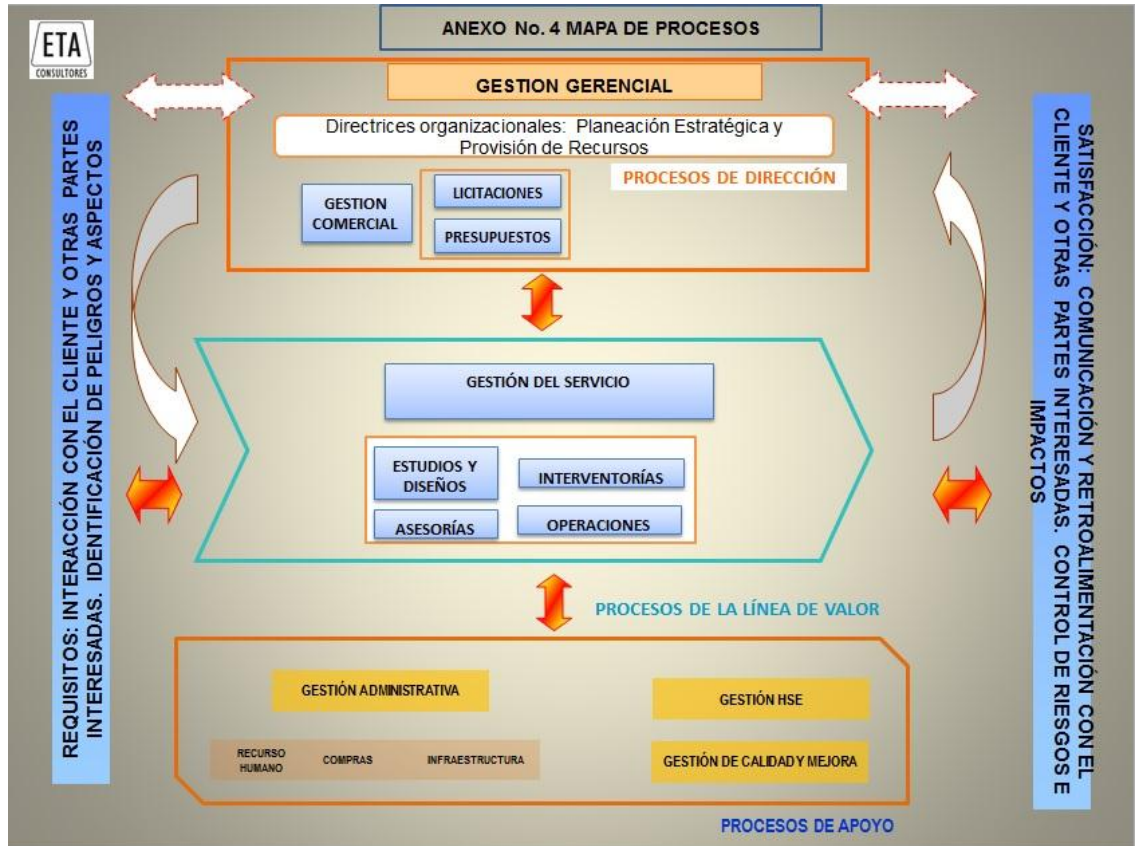 ETA
CONSULTORES
ANEXO No. 4 MAPA DE PROCESOS
GESTION GERENCIAL
Directrices organizacionales: Planeación Estratégica y
Provisión de Recursos
PROCESOS DE DIRECCIÓN
GESTION
COMERCIAL
LICITACIONES
PRESUPUESTOS
REQUISITOS: INTERACCIÓN CON EL CLIENTE Y OTRAS PARTES
INTERESADAS. IDENTIFICACIÓN DE PELIGROS Y ASPECTOS
GESTIÓN DEL SERVICIO
ESTUDIOS Y
DISEÑOS
INTERVENTORÍAS
ASESORÍAS
OPERACIONES
SATISFACCIÓN: COMUNICACIÓN Y RETROALIMENTACIÓN CON EL
CLIENTE Y OTRAS PARTES INTERESADAS. CONTROL DE RIESGOS E
IMPACTOS
PROCESOS DE LA LÍNEA DE VALOR
GESTIÓN ADMINISTRATIVA
GESTIÓN HSE
RECURSO
HUMANO
COMPRAS
INFRAESTRUCTURA
GESTIÓN DE CALIDAD Y MEJORA
PROCESOS DE APOYO